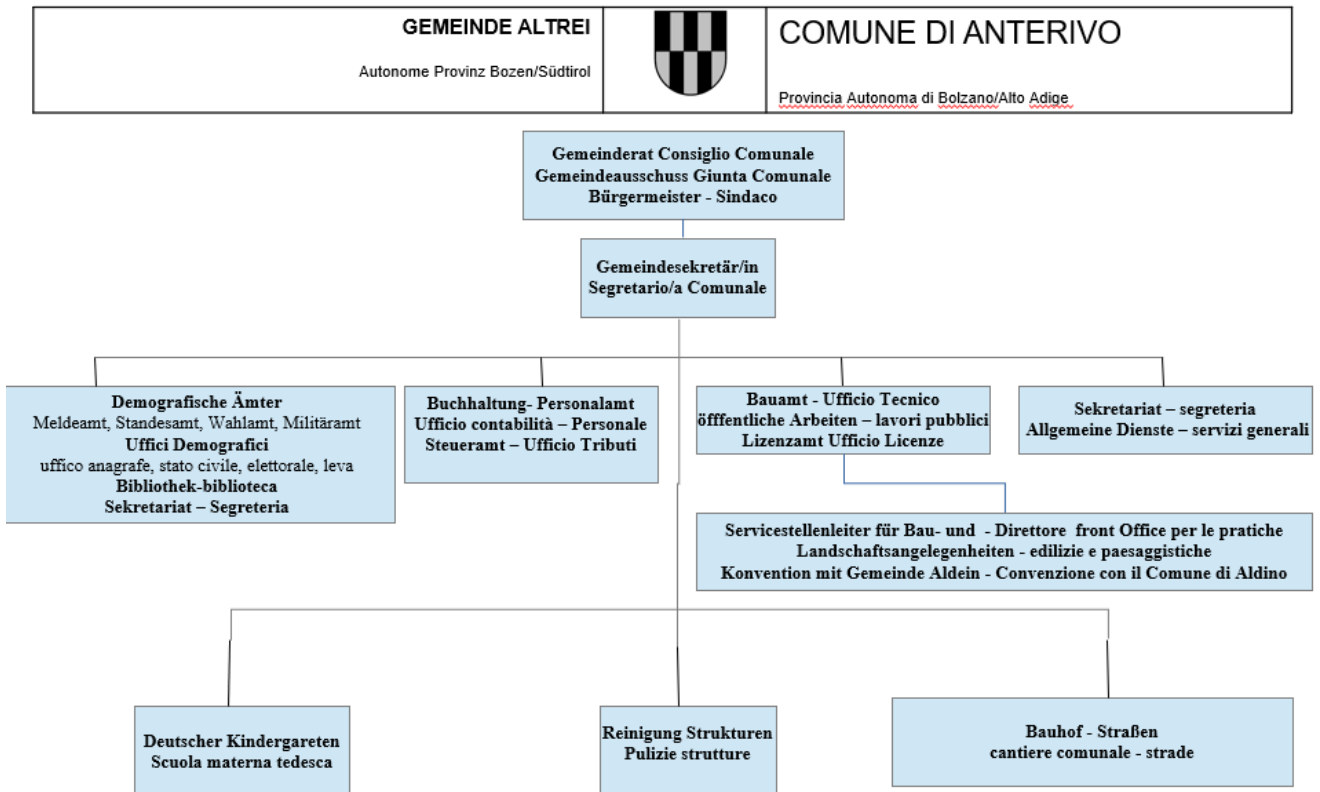 GEMEINDE ALTREI
Autonome Provinz Bozen/Südtirol
COMUNE DI ANTERIVO
Provincia Autonoma di Bolzano/Alto Adige
Gemeinderat Consiglio Comunale
Gemeindeausschuss Giunta Comunale
Bürgermeister - Sindaco
Gemeindesekretär/in
Segretario/a Comunale
Demografische Ämter
Meldeamt, Standesamt, Wahlamt, Militäramt
Uffici Demografici
uffico anagrafe, stato civile, elettorale, leva
Bibliothek-biblioteca
Sekretariat – Segreteria
Buchhaltung- Personalamt
Ufficio contabilità – Personale
Steueramt – Ufficio Tributi
Bauamt - Ufficio Tecnico
öfffentliche Arbeiten – lavori pubblici
Lizenzamt Ufficio Licenze
Sekretariat – segreteria
Allgemeine Dienste – servizi generali
Servicestellenleiter für Bau- und  - Direttore  front Office per le pratiche
Landschaftsangelegenheiten - edilizie e paesaggistiche
Konvention mit Gemeinde Aldein - Convenzione con il Comune di Aldino
Deutscher Kindergareten
Scuola materna tedesca
Reinigung Strukturen
Pulizie strutture
Bauhof - Straßen
cantiere comunale - strade